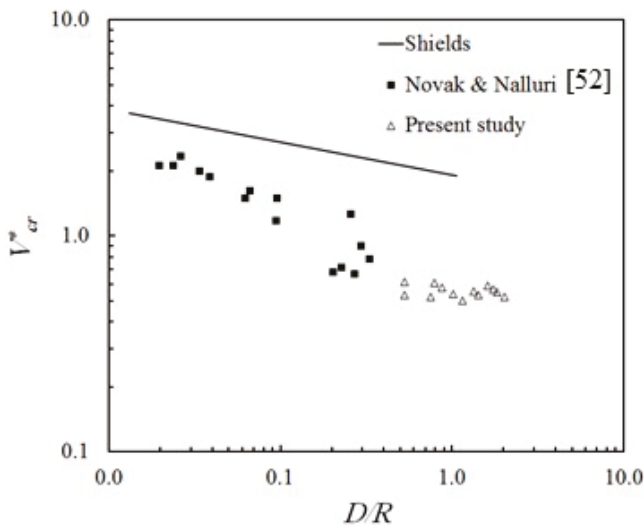 10.0
Shields
Novak & Nalluri [52]
Present study
1.0
V*cr
0.1
0.0
0.1
1.0
10.0
D/R